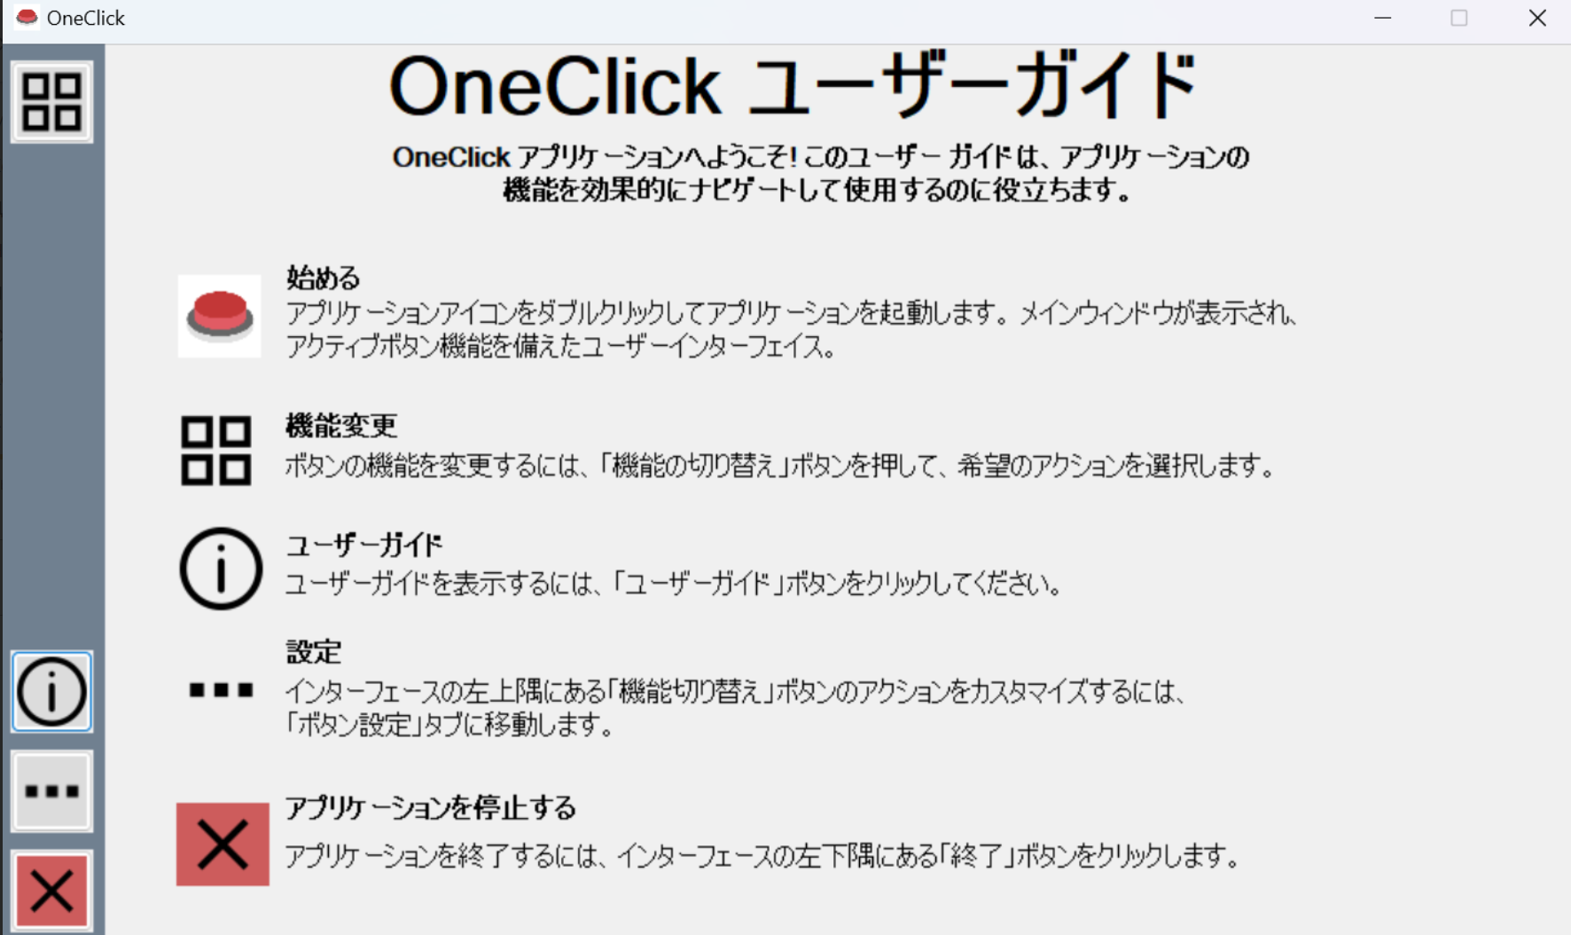 OneClick
OneClick ユーザーガイド
OneClick アプリケーションへようこそ! このユーザー ガイドは、アプリケーションの
機能を効果的にナビゲートして使用するのに役立ちます。
始める
アプリケーションアイコンをダブルクリックしてアプリケーションを起動します。メインウィンドウが表示され、
アクティブボタン機能を備えたユーザーインターフェイス。
機能変更
ボタンの機能を変更するには、「機能の切り替え」ボタンを押して、希望のアクションを選択します。
ユーザーガイド
ユーザーガイドを表示するには、「ユーザーガイド」ボタンをクリックしてください。
設定
インターフェースの左上隅にある「機能切り替え」ボタンのアクションをカスタマイズするには、
「ボタン設定」タブに移動します。
アプリケーションを停止する
アプリケーションを終了するには、インターフェースの左下隅にある「終了」ボタンをクリックします。